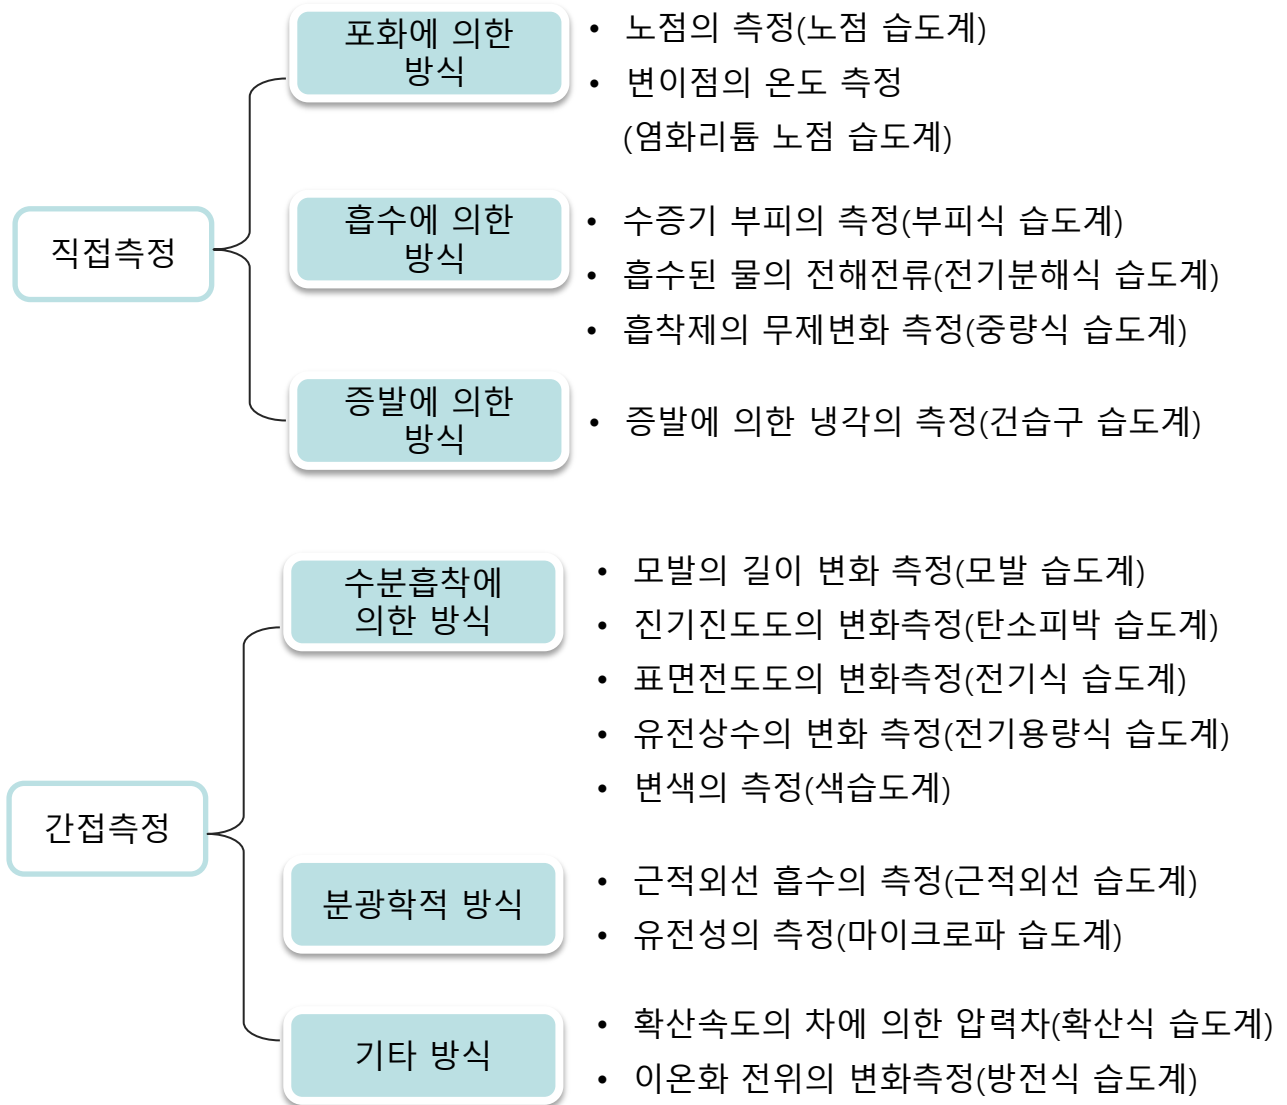 포화에 의한
방식
• 노점의 측정(노점 습도계)
• 변이점의 온도 측정
(염화리튬 노점 습도계)
직접측정
흡수에 의한
방식
• 수증기 부피의 측정(부피식 습도계)
• 흡수된 물의 전해전류(전기분해식 습도계)
• 흡착제의 무제변화 측정(중량식 습도계)
증발에 의한
방식
• 증발에 의한 냉각의 측정(건습구 습도계)
수분흡착에
의한 방식
• 모발의 길이 변화 측정(모발 습도계)
• 진기진도도의 변화측정(탄소피박 습도계)
• 표면전도도의 변화측정(전기식 습도계)
• 유전상수의 변화 측정(전기용량식 습도계)
• 변색의 측정(색습도계)
간접측정
분광학적 방식
• 근적외선 흡수의 측정(근적외선 습도계)
• 유전성의 측정(마이크로파 습도계)
기타 방식
• 확산속도의 차에 의한 압력차(확산식 습도계)
• 이온화 전위의 변화측정(방전식 습도계)